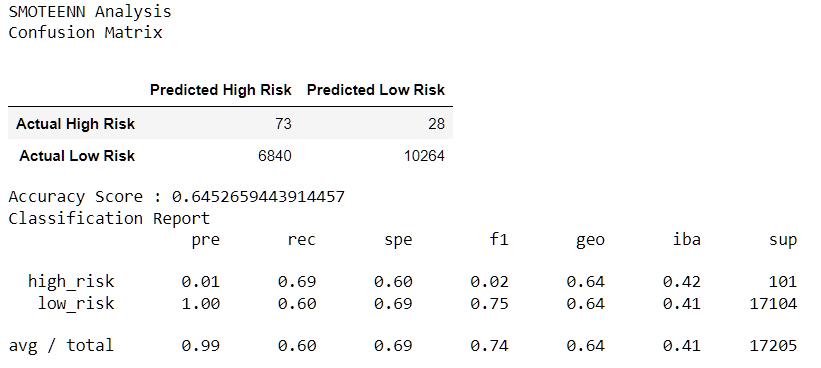 SMOTEENN Analysis
Confusion Matrix
Predicted High Risk Predicted Low Risk
Actual High Risk 73 28
Actual Low Risk 6840 10264
Accuracy Score : 0.6452659443914457
Classification Report
pre rec spe f1 geo iba sup
high_risk 0.01 0.69 0.60 0.02 0.64 0.42 101
low_risk 1.00 0.60 0.69 0.75 0.64 0.41 17104
avg / total 0.99 0.60 0.69 0.74 0.64 0.41 17205